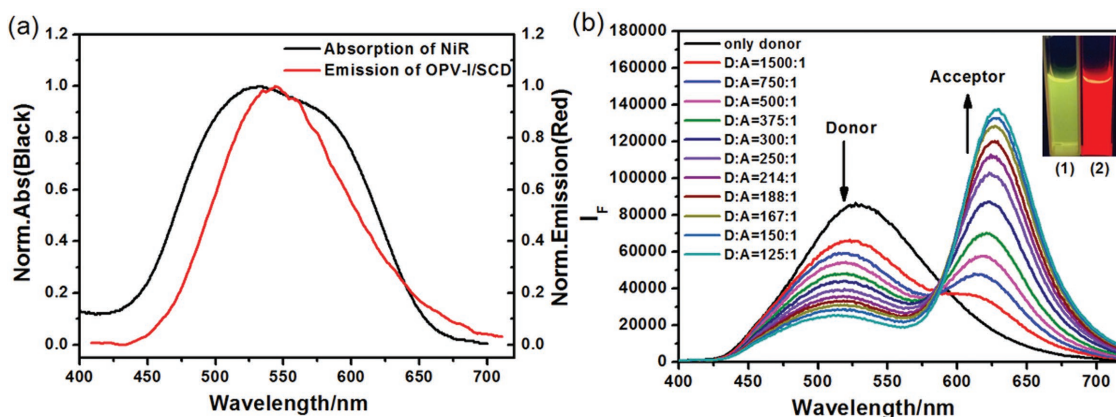 (a)
1.2
1.0
0.8
0.6
0.4
0.2
0.0
Norm.Abs(Black)
Absorption of NiR
Emission of OPV-I/SCD
1.2
1.0
0.8
0.6
0.4
0.2
0.0
Norm.Emission(Red)
400 450 500 550 600 650 700
Wavelength/nm
(b)
180000
160000
140000
120000
100000
80000
60000
40000
20000
0
I_F
only donor
D:A=1500:1
D:A=750:1
D:A=500:1
D:A=375:1
D:A=300:1
D:A=250:1
D:A=214:1
D:A=188:1
D:A=167:1
D:A=150:1
D:A=125:1
Donor
Acceptor
(1) (2)
400 450 500 550 600 650 700
Wavelength/nm